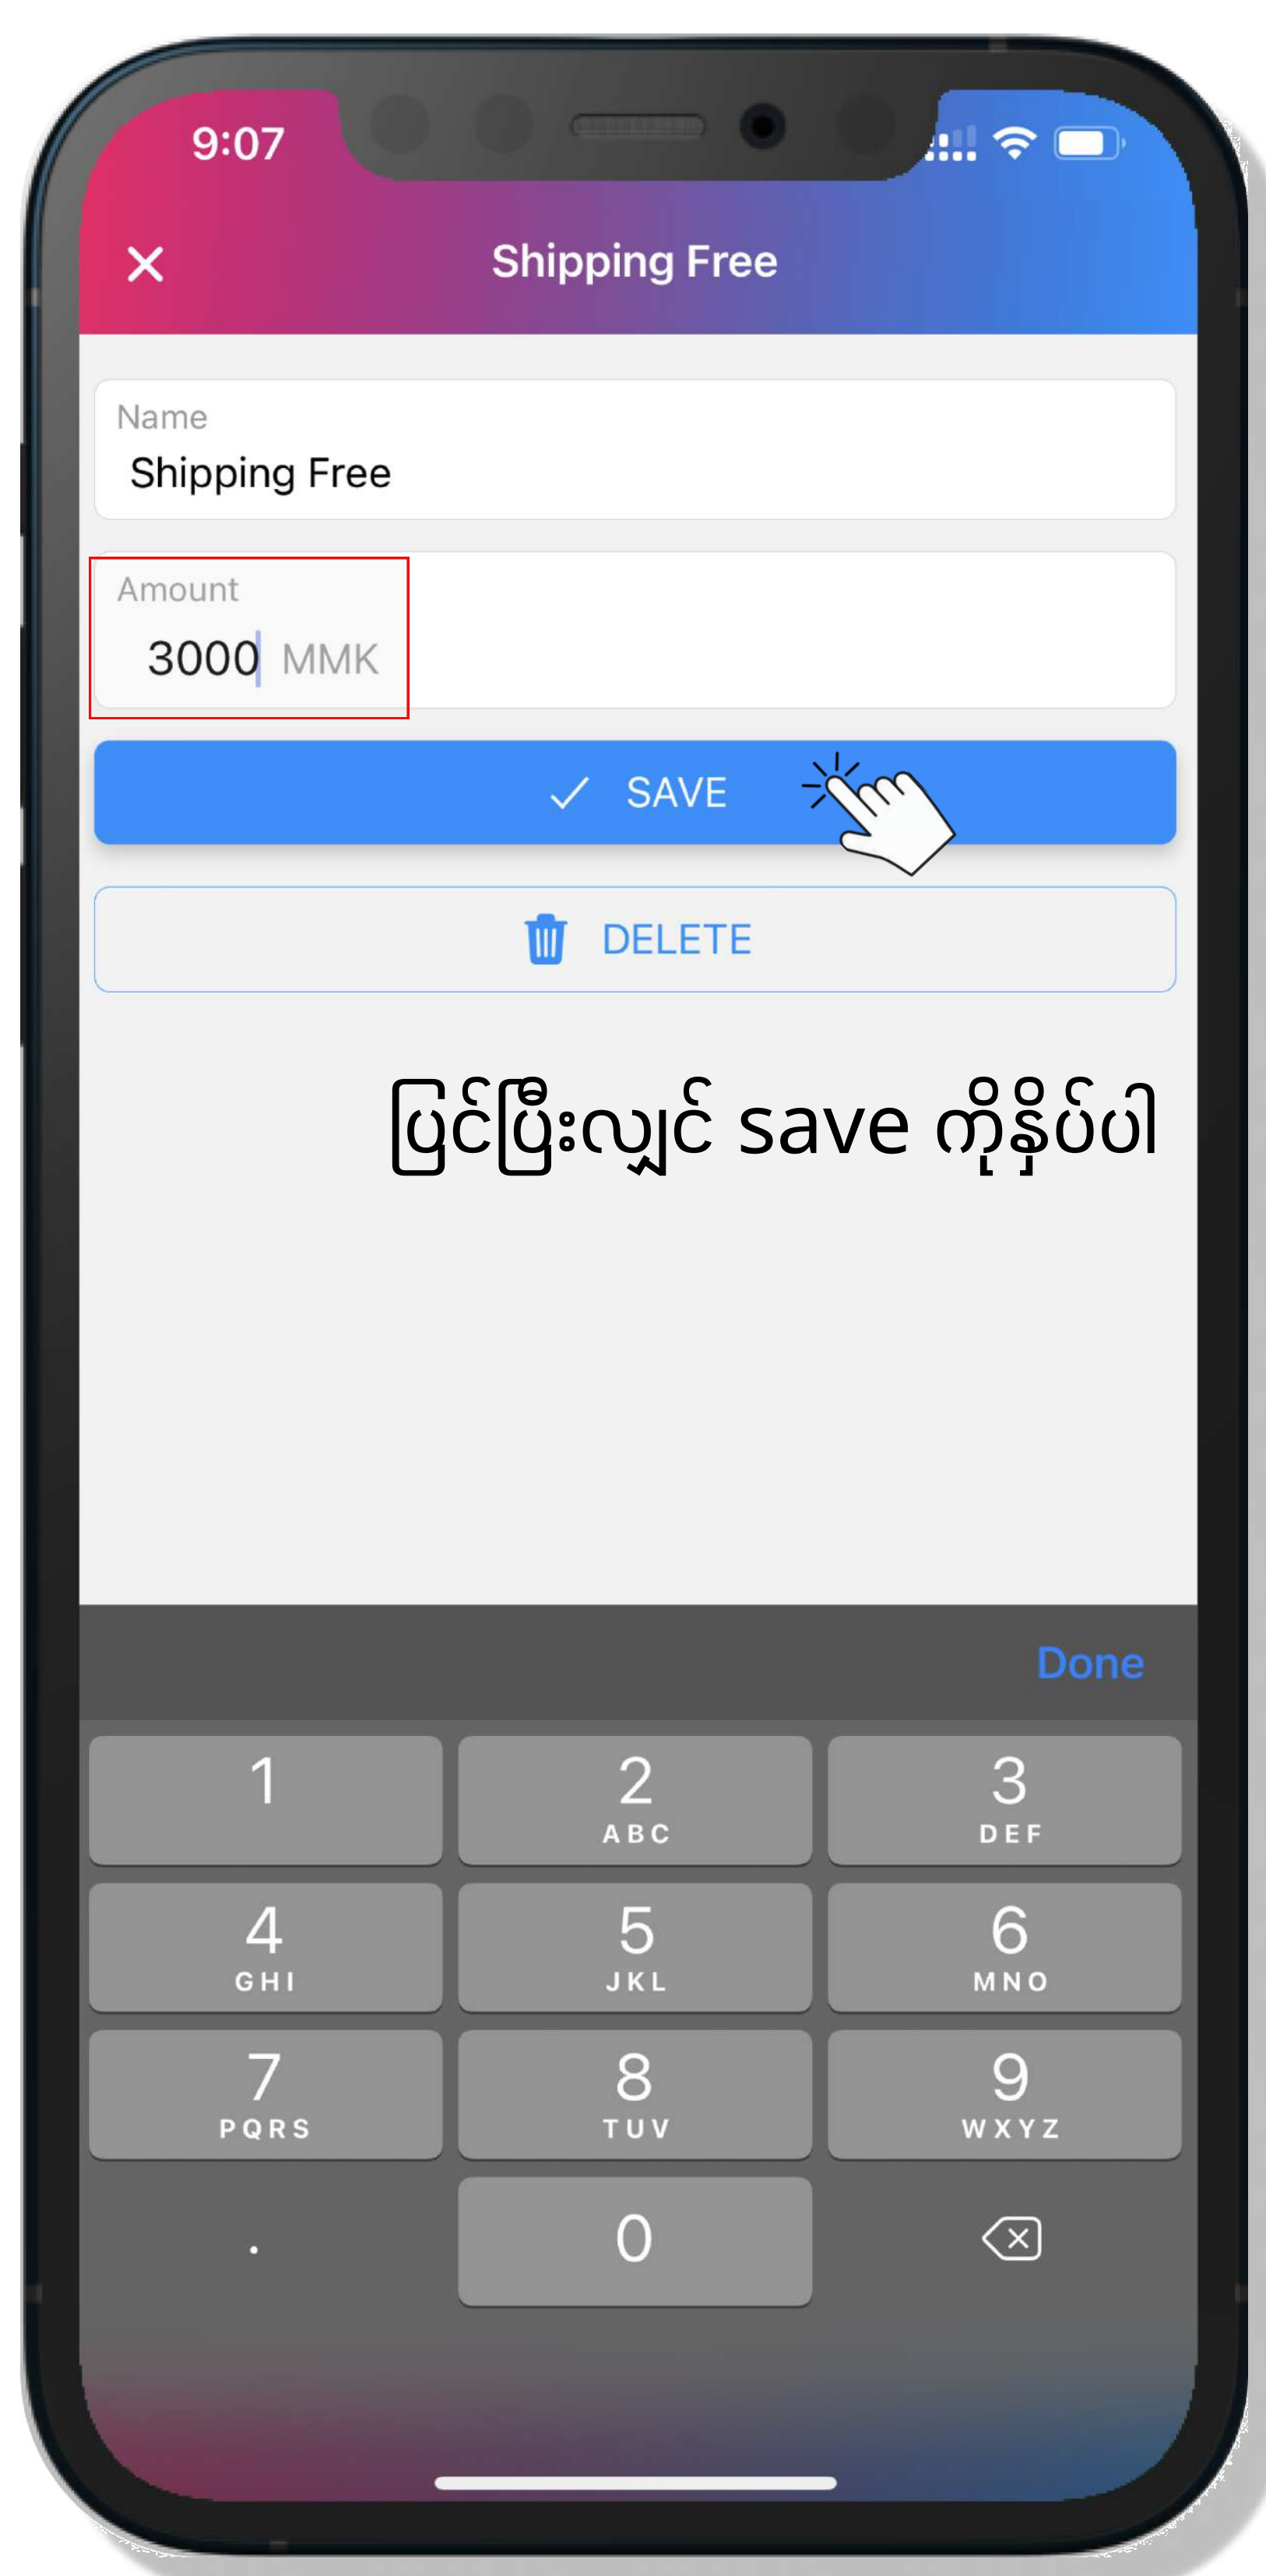 9:07
Shipping Free
Name
Shipping Free
Amount
3000 MMK
SAVE
DELETE
ပြင်ပြီးလျှင် save ကိုနှိပ်ပါ
Done
1
2
ABC
3
DEF
4
GHI
5
JKL
6
MNO
7
PQRS
8
TUV
9
WXYZ
.
0